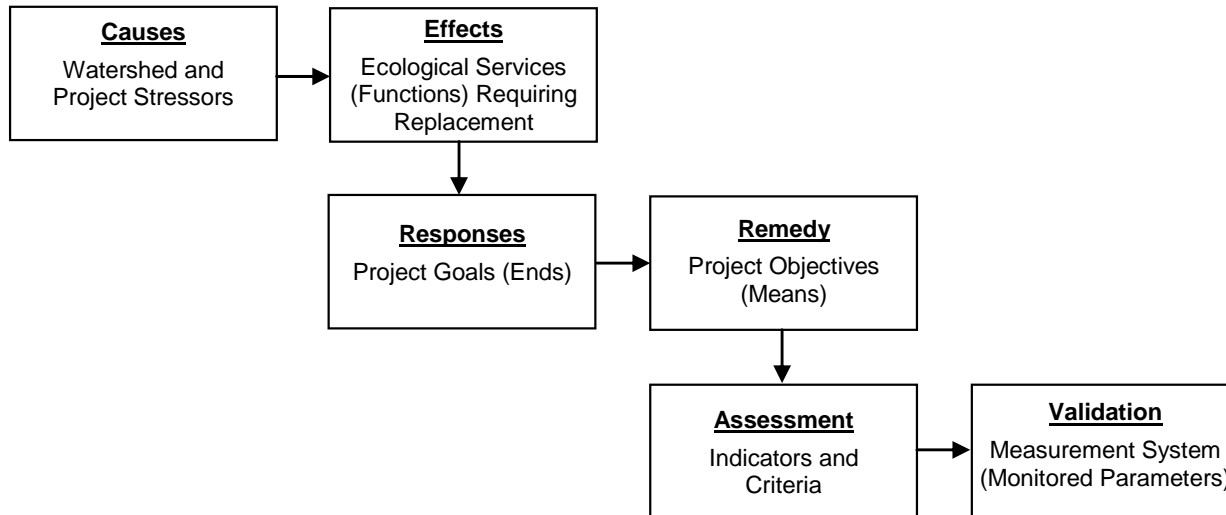 Causes
Watershed and
Project Stressors
Effects
Ecological Services
(Functions) Requiring
Replacement
Responses
Project Goals (Ends)
Remedy
Project Objectives
(Means)
Assessment
Indicators and
Criteria
Validation
Measurement System
(Monitored Parameters)